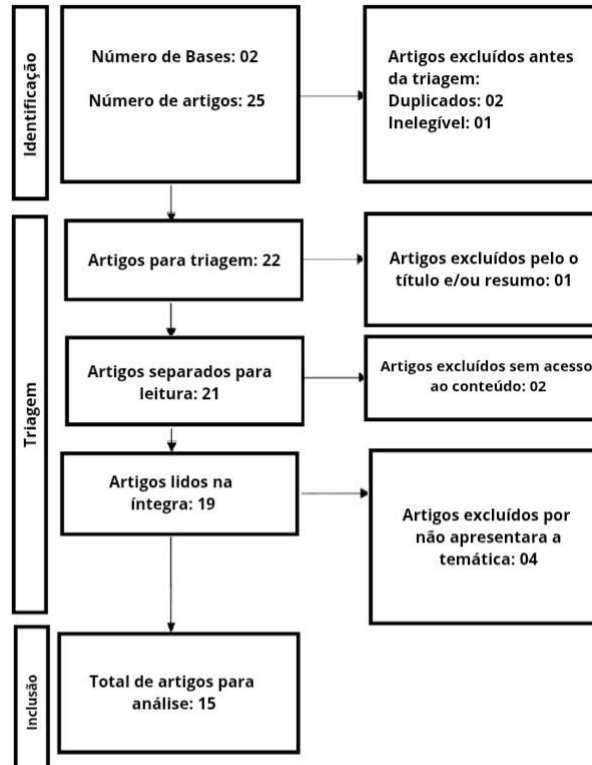 Identificação
Número de Bases: 02
Número de artigos: 25
Artigos excluídos antes
da triagem:
Duplicados: 02
Inelegível: 01
Triagem
Artigos para triagem: 22
Artigos excluídos pelo o
título e/ou resumo: 01
Artigos separados para
leitura: 21
Artigos excluídos sem acesso
ao conteúdo: 02
Artigos lidos na
íntegra: 19
Artigos excluídos por
não apresentara a
temática: 04
Inclusão
Total de artigos para
análise: 15